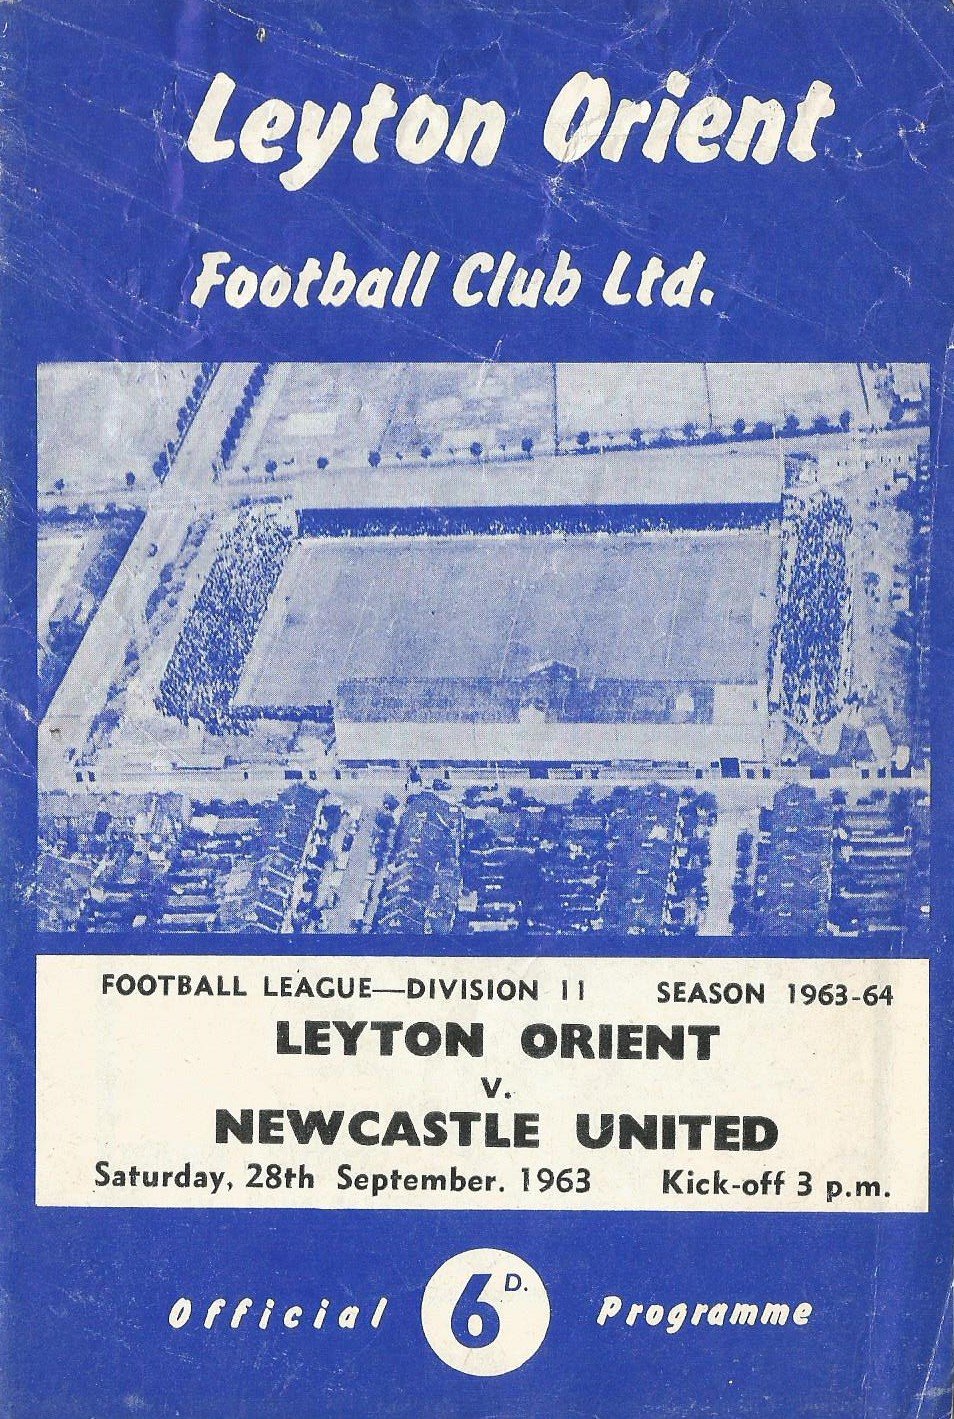 Leyton Orient
Football Club Ltd.
FOOTBALL LEAGUE—DIVISION 11 SEASON 1963-64
LEYTON ORIENT
v.
NEWCASTLE UNITED
Saturday, 28th September. 1963 Kick-off 3 p.m.
Official 6D. Programme